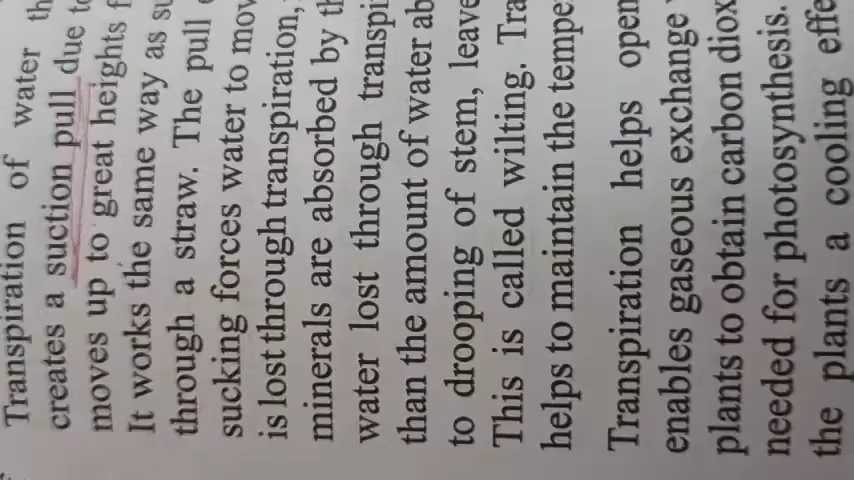 Transpiration of water th
creates a suction pull due to
moves up to great heights f
It works the same way as su
through a straw. The pull
sucking forces water to mov
is lost through transpiration,
minerals are absorbed by th
water lost through transpi
than the amount of water ab
to drooping of stem, leave
This is called wilting. Tra
helps to maintain the tempe
Transpiration helps open
enables gaseous exchange
plants to obtain carbon diox
needed for photosynthesis.
the plants a cooling effe